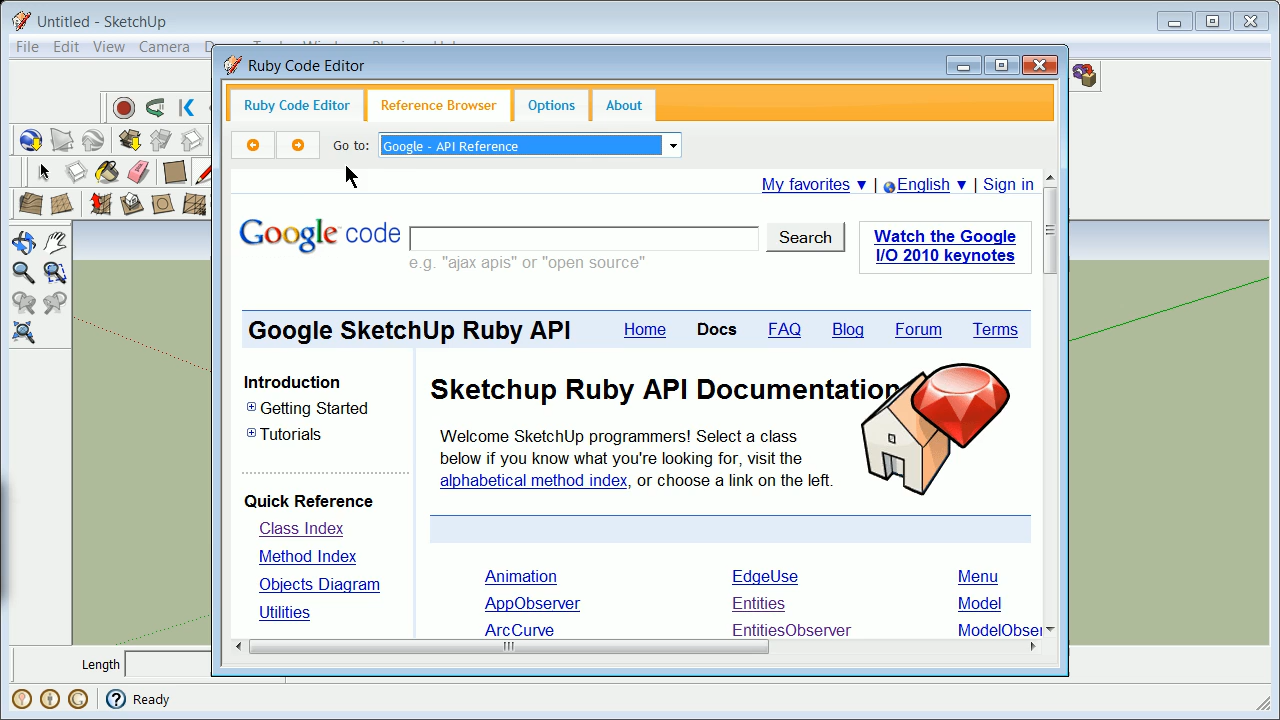 Untitled - SketchUp
File Edit View Camera
Ruby Code Editor
Ruby Code Editor Reference Browser Options About
Go to: Google - API Reference
My favorites ▼ | English ▼ | Sign in
Google code Search Watch the Google
I/O 2010 keynotes
e.g. "ajax apis" or "open source"
Google SketchUp Ruby API Home Docs FAQ Blog Forum Terms
Introduction
Getting Started
Tutorials
Quick Reference
Class Index
Method Index
Objects Diagram
Utilities
Sketchup Ruby API Documentation
Welcome SketchUp programmers! Select a class
below if you know what you're looking for, visit the
alphabetical method index, or choose a link on the left.
Animation EdgeUse Menu
AppObserver Entities Model
ArcCurve EntitiesObserver ModelObser
Length
Ready